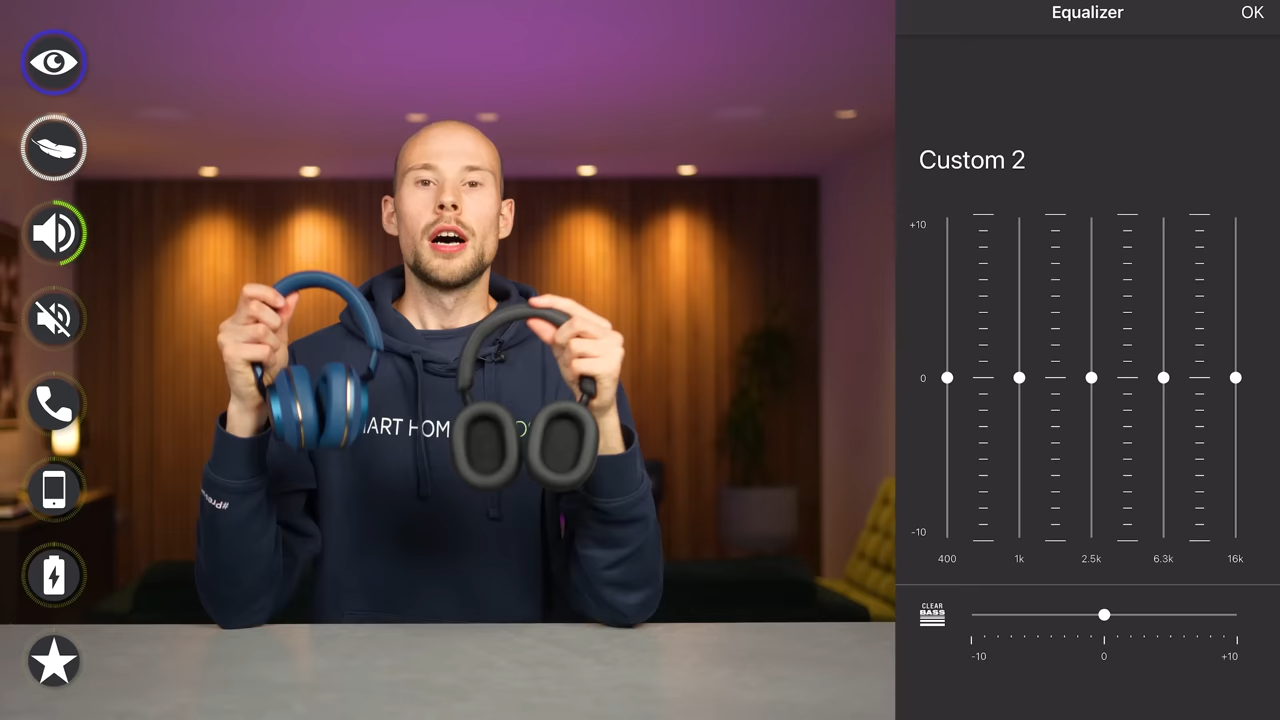 Equalizer
OK
Custom 2
+10
0
-10
400
1k
2.5k
6.3k
16k
CLEAR
BASS
-10
0
+10
ART HOM